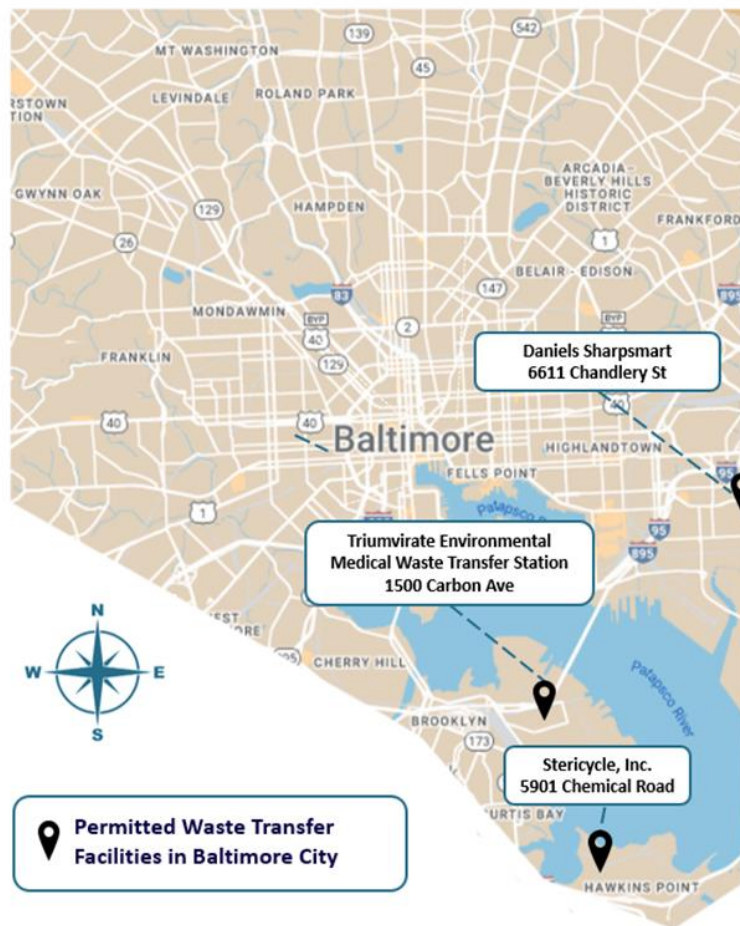 139
542
MT WASHINGTON
45
LEVINDALE
ROLAND PARK
ARCADIA -
BEVERLY HILLS
HISTORIC
DISTRICT
GWYNN OAK
129
HAMPDEN
FRANKFORD
26
1
BELAIR - EDISON
147
83
895
MONDAWMIN
BYP
40
2
BYP
FRANKLIN
129
Daniels Sharpsmart
6611 Chandlery St
40
40
40
Baltimore
HIGHLANDTOWN
FELLS POINT
95
1
Patapsco
95
895
Triumvirate Environmental
Medical Waste Transfer Station
1500 Carbon Ave
N
W
E
S
CHERRY HILL
Patapsco River
BROOKLYN
173
Stericycle, Inc.
5901 Chemical Road
URTIS BAY
HAWKINS POINT
Permitted Waste Transfer
Facilities in Baltimore City